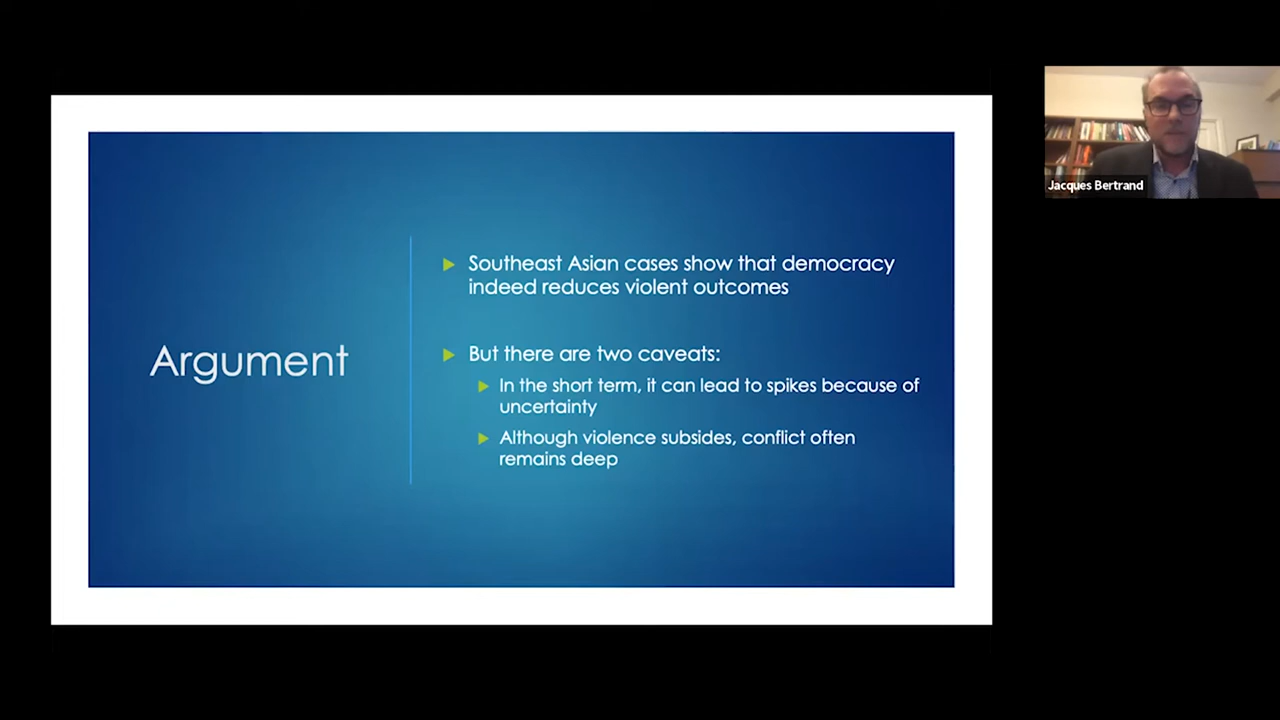 Argument
Southeast Asian cases show that democracy
indeed reduces violent outcomes
But there are two caveats:
In the short term, it can lead to spikes because of
uncertainty
Although violence subsides, conflict often
remains deep
Jacques Bertrand